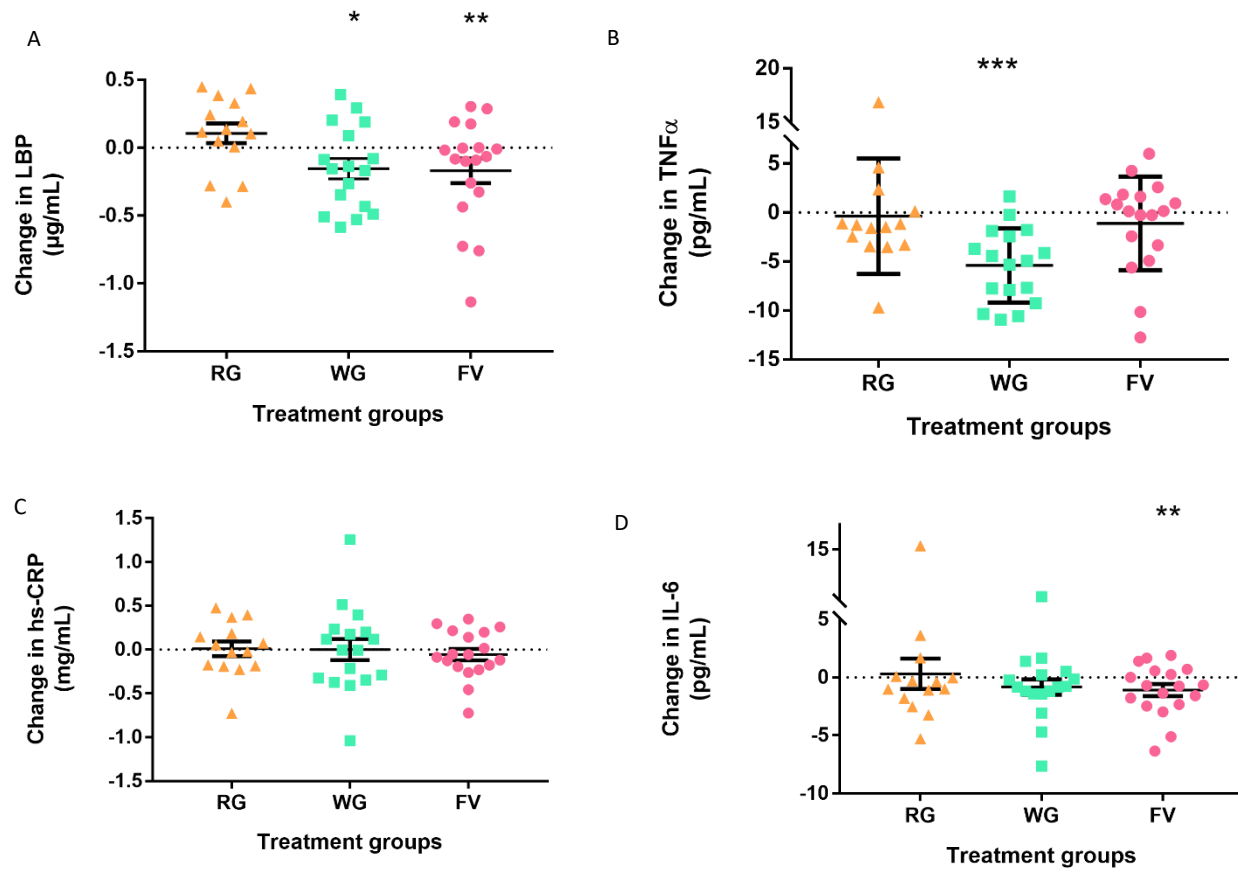 A
* **
Change in LBP
(µg/mL)
0.5
0.0
-0.5
-1.0
-1.5
RG WG FV
Treatment groups
B
***
Change in TNFα
(pg/mL)
20
15
5
0
-5
-10
-15
RG WG FV
Treatment groups
C
Change in hs-CRP
(mg/mL)
1.5
1.0
0.5
0.0
-0.5
-1.0
-1.5
RG WG FV
Treatment groups
D
**
Change in IL-6
(pg/mL)
15
5
0
-5
-10
RG WG FV
Treatment groups